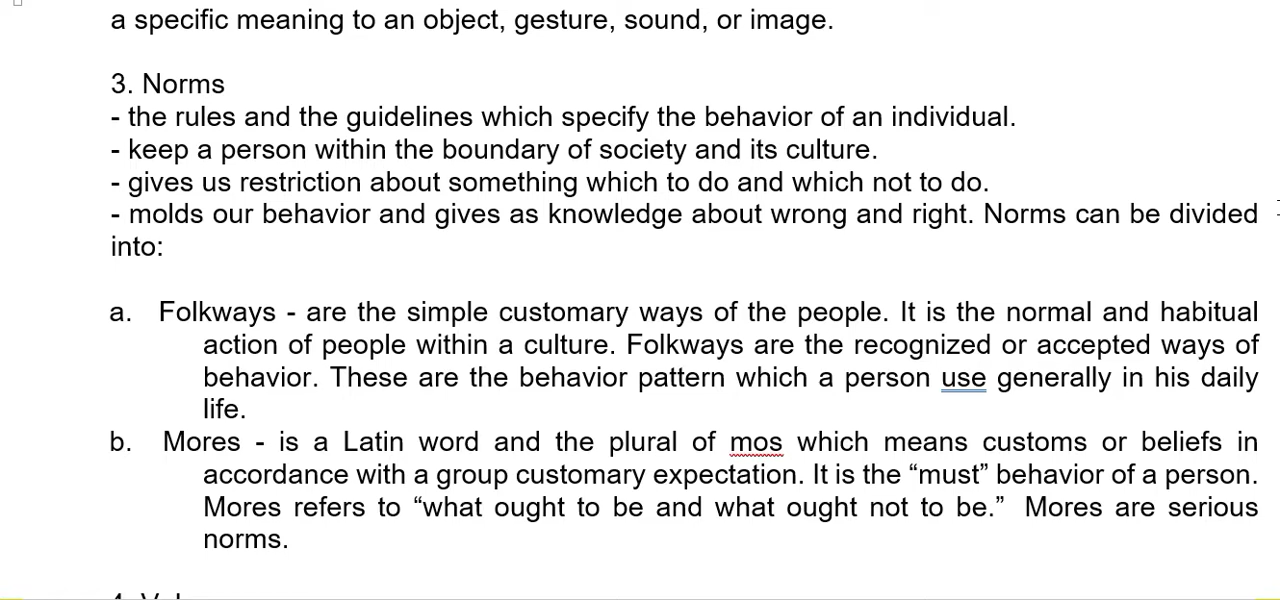 a specific meaning to an object, gesture, sound, or image.
3. Norms
- the rules and the guidelines which specify the behavior of an individual.
- keep a person within the boundary of society and its culture.
- gives us restriction about something which to do and which not to do.
- molds our behavior and gives as knowledge about wrong and right. Norms can be divided
into:
a. Folkways - are the simple customary ways of the people. It is the normal and habitual
action of people within a culture. Folkways are the recognized or accepted ways of
behavior. These are the behavior pattern which a person use generally in his daily
life.
b. Mores - is a Latin word and the plural of mos which means customs or beliefs in
accordance with a group customary expectation. It is the “must” behavior of a person.
Mores refers to “what ought to be and what ought not to be.” Mores are serious
norms.